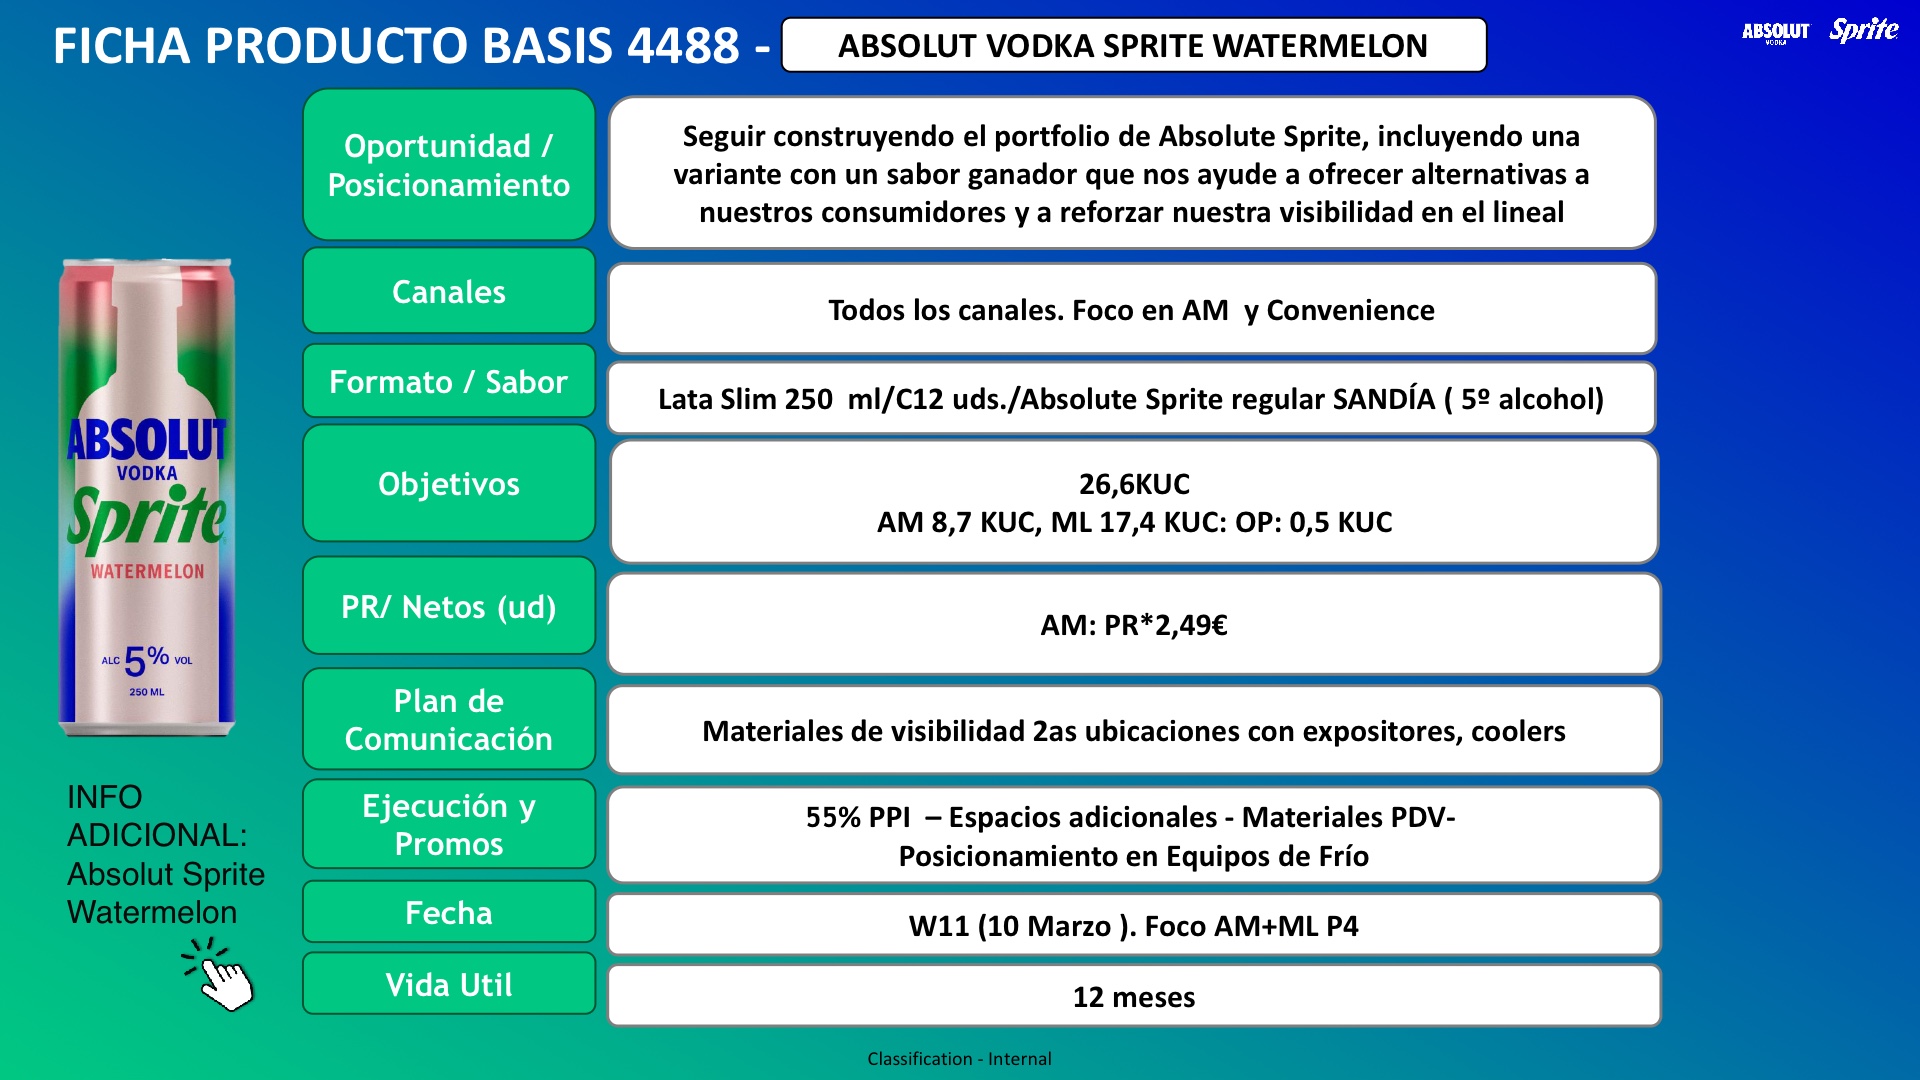 FICHA PRODUCTO BASIS 4488 -
ABSOLUT VODKA SPRITE WATERMELON
ABSOLUT
VODKA
Sprite
Oportunidad /
Posicionamiento
Seguir construyendo el portfolio de Absolute Sprite, incluyendo una
variante con un sabor ganador que nos ayude a ofrecer alternativas a
nuestros consumidores y a reforzar nuestra visibilidad en el lineal
Canales
Todos los canales. Foco en AM  y Convenience
Formato / Sabor
Lata Slim 250  ml/C12 uds./Absolute Sprite regular SANDÍA ( 5º alcohol)
Objetivos
26,6KUC
AM 8,7 KUC, ML 17,4 KUC: OP: 0,5 KUC
PR/ Netos (ud)
AM: PR*2,49€
Plan de
Comunicación
Materiales de visibilidad 2as ubicaciones con expositores, coolers
Ejecución y
Promos
55% PPI  – Espacios adicionales - Materiales PDV-
Posicionamiento en Equipos de Frío
Fecha
W11 (10 Marzo ). Foco AM+ML P4
Vida Util
12 meses
ABSOLUT
VODKA
Sprite
WATERMELON
ALC 5% VOL
250 ML
INFO
ADICIONAL:
Absolut Sprite
Watermelon
Classification - Internal